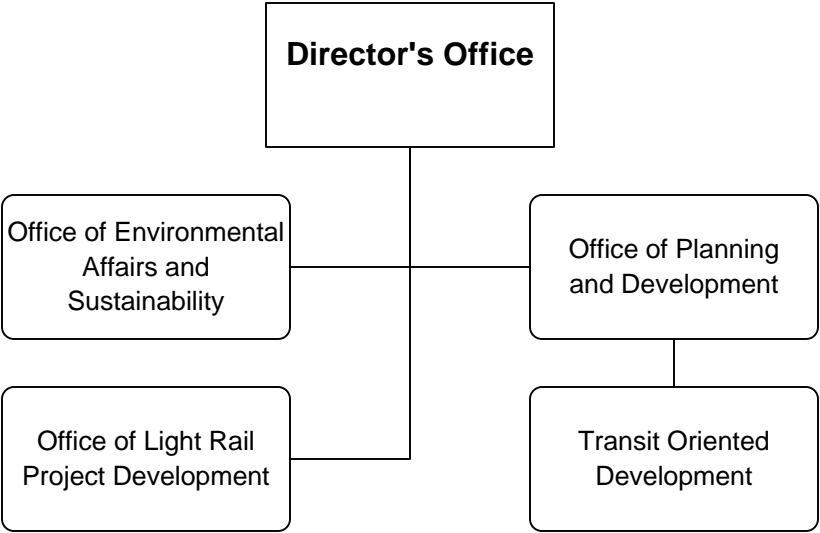 Director's Office
Office of Environmental
Affairs and
Sustainability
Office of Planning
and Development
Office of Light Rail
Project Development
Transit Oriented
Development